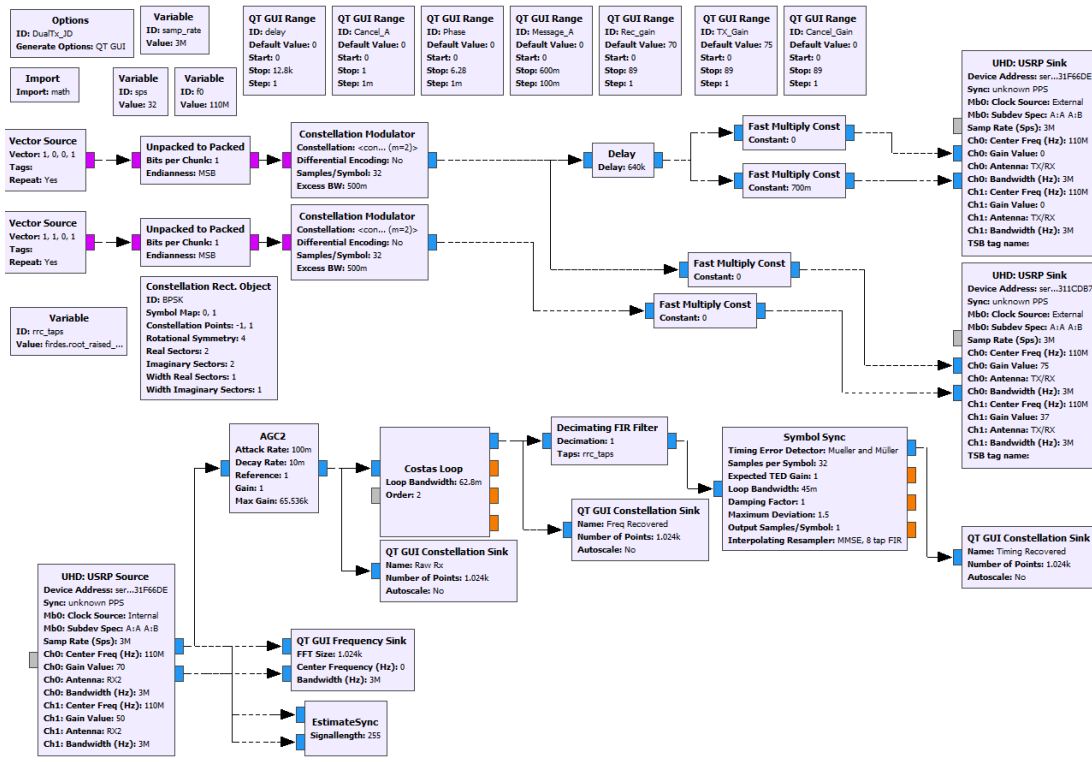 Options
ID: DualTx_JD
Generate Options: QT GUI
Variable
ID: samp_rate
Value: 3M
QT GUI Range
ID: delay
Default Value: 0
Start: 0
Stop: 12.8k
Step: 1
QT GUI Range
ID: Cancel_A
Default Value: 0
Start: 0
Stop: 1
Step: 1m
QT GUI Range
ID: Phase
Default Value: 0
Start: 0
Stop: 6.28
Step: 1m
QT GUI Range
ID: Message_A
Default Value: 0
Start: 0
Stop: 600m
Step: 100m
QT GUI Range
ID: Rec_gain
Default Value: 70
Start: 0
Stop: 89
Step: 1
QT GUI Range
ID: TX_Gain
Default Value: 75
Start: 0
Stop: 89
Step: 1
QT GUI Range
ID: Cancel_Gain
Default Value: 0
Start: 0
Stop: 89
Step: 1
Import
Import: math
Variable
ID: sps
Value: 32
Variable
ID: f0
Value: 110M
UHD: USRP Sink
Device Address: ser...31F66DE
Sync: unknown PPS
Mb0: Clock Source: External
Mb0: Subdev Spec: A:A A:B
Samp Rate (Sps): 3M
Ch0: Center Freq (Hz): 110M
Ch0: Gain Value: 0
Ch0: Antenna: TX/RX
Ch0: Bandwidth (Hz): 3M
Ch1: Center Freq (Hz): 110M
Ch1: Gain Value: 0
Ch1: Antenna: TX/RX
Ch1: Bandwidth (Hz): 3M
TSB tag name:
Vector Source
Vector: 1, 0, 0, 1
Tags:
Repeat: Yes
Unpacked to Packed
Bits per Chunk: 1
Endianness: MSB
Constellation Modulator
Constellation: <con... (m=2)>
Differential Encoding: No
Samples/Symbol: 32
Excess BW: 500m
Delay
Delay: 640k
Fast Multiply Const
Constant: 0
Fast Multiply Const
Constant: 700m
Vector Source
Vector: 1, 1, 0, 1
Tags:
Repeat: Yes
Unpacked to Packed
Bits per Chunk: 1
Endianness: MSB
Constellation Modulator
Constellation: <con... (m=2)>
Differential Encoding: No
Samples/Symbol: 32
Excess BW: 500m
Fast Multiply Const
Constant: 0
Fast Multiply Const
Constant: 0
UHD: USRP Sink
Device Address: ser...311CDB7
Sync: unknown PPS
Mb0: Clock Source: External
Mb0: Subdev Spec: A:A A:B
Samp Rate (Sps): 3M
Ch0: Center Freq (Hz): 110M
Ch0: Gain Value: 75
Ch0: Antenna: TX/RX
Ch0: Bandwidth (Hz): 3M
Ch1: Center Freq (Hz): 110M
Ch1: Gain Value: 37
Ch1: Antenna: TX/RX
Ch1: Bandwidth (Hz): 3M
TSB tag name:
Variable
ID: rrc_taps
Value: firdes.root_raised_...
Constellation Rect. Object
ID: BPSK
Symbol Map: 0, 1
Constellation Points: -1, 1
Rotational Symmetry: 4
Real Sectors: 2
Imaginary Sectors: 2
Width Real Sectors: 1
Width Imaginary Sectors: 1
AGC2
Attack Rate: 100m
Decay Rate: 10m
Reference: 1
Gain: 1
Max Gain: 65.536k
Costas Loop
Loop Bandwidth: 62.8m
Order: 2
Decimating FIR Filter
Decimation: 1
Taps: rrc_taps
Symbol Sync
Timing Error Detector: Mueller and Müller
Samples per Symbol: 32
Expected TED Gain: 1
Loop Bandwidth: 45m
Damping Factor: 1
Maximum Deviation: 1.5
Output Samples/Symbol: 1
Interpolating Resampler: MMSE, 8 tap FIR
QT GUI Constellation Sink
Name: Freq Recovered
Number of Points: 1.024k
Autoscale: No
QT GUI Constellation Sink
Name: Raw Rx
Number of Points: 1.024k
Autoscale: No
QT GUI Constellation Sink
Name: Timing Recovered
Number of Points: 1.024k
Autoscale: No
UHD: USRP Source
Device Address: ser...31F66DE
Sync: unknown PPS
Mb0: Clock Source: Internal
Mb0: Subdev Spec: A:A A:B
Samp Rate (Sps): 3M
Ch0: Center Freq (Hz): 110M
Ch0: Gain Value: 70
Ch0: Antenna: RX2
Ch0: Bandwidth (Hz): 3M
Ch1: Center Freq (Hz): 110M
Ch1: Gain Value: 50
Ch1: Antenna: RX2
Ch1: Bandwidth (Hz): 3M
QT GUI Frequency Sink
FFT Size: 1.024k
Center Frequency (Hz): 0
Bandwidth (Hz): 3M
EstimateSync
Signallength: 255